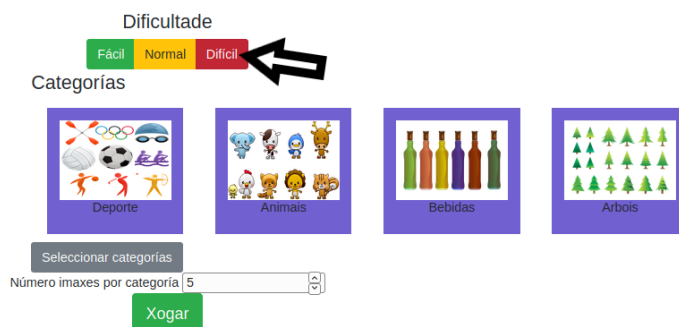 Dificultade
Fácil Normal Difícil
Categorías
Deporte Animais Bebidas Arbois
Seleccionar categorías
Número imaxes por categoría 5
Xogar